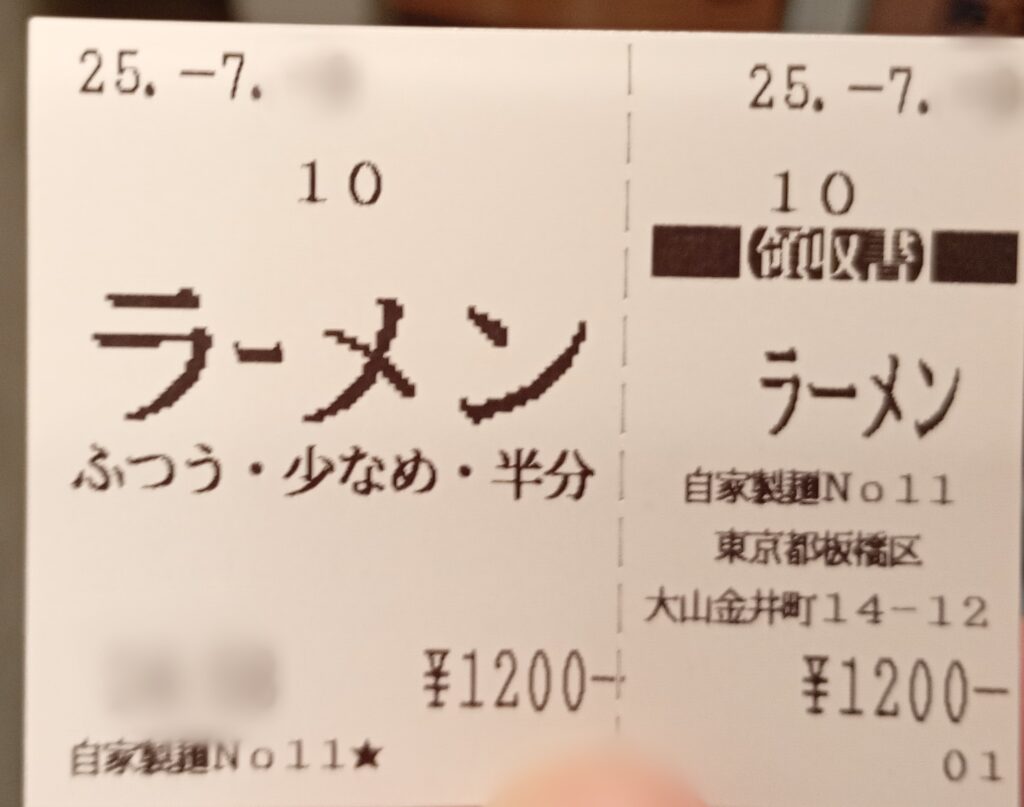 25. -7.
10
ラーメン
ふつう・少なめ・半分
¥1200-
自家製麺No11★
25. -7.
10
領収書
ラーメン
自家製麺No11
東京都板橋区
大山金井町14-12
¥1200-
01